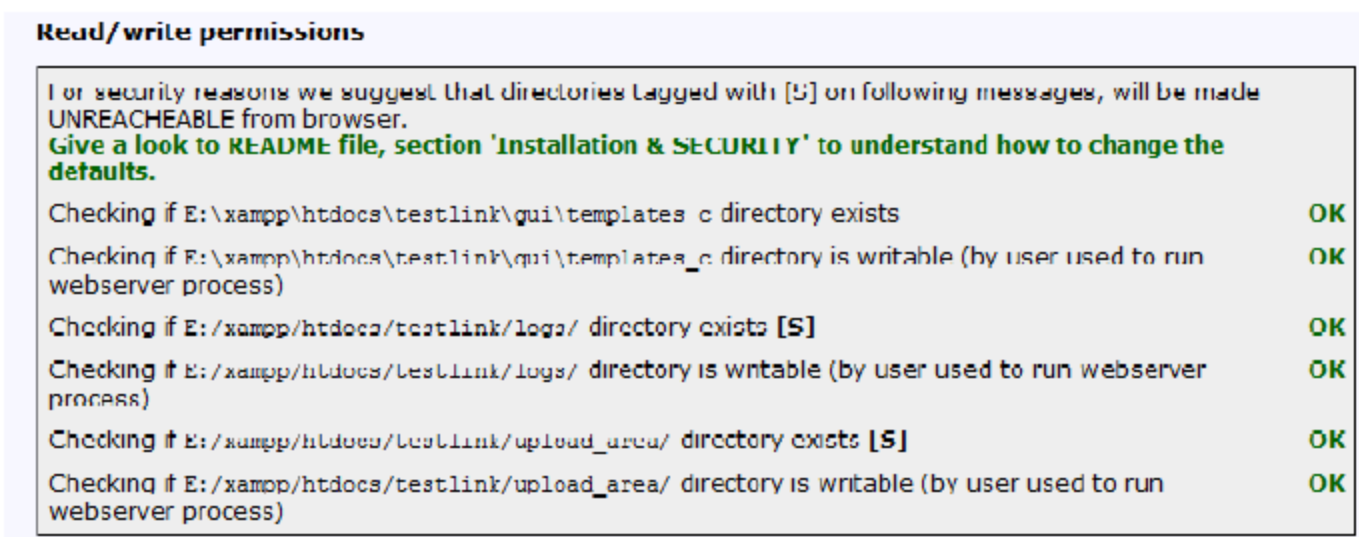 Read/write permissions
For security reasons we suggest that directories tagged with [S] on following messages, will be made
UNREACHEABLE from browser.
Give a look to README file, section 'Installation & SECURITY' to understand how to change the
defaults.
Checking if E:\xampp\htdocs\testlink\gui\templates_c directory exists OK
Checking if E:\xampp\htdocs\testlink\gui\templates_c directory is writable (by user used to run OK
webserver process)
Checking if E:/xampp/htdocs/testlink/logs/ directory exists [S] OK
Checking if E:/xampp/htdocs/testlink/logs/ directory is writable (by user used to run webserver OK
process)
Checking if E:/xampp/htdocs/testlink/upload_area/ directory exists [S] OK
Checking if E:/xampp/htdocs/testlink/upload_area/ directory is writable (by user used to run OK
webserver process)